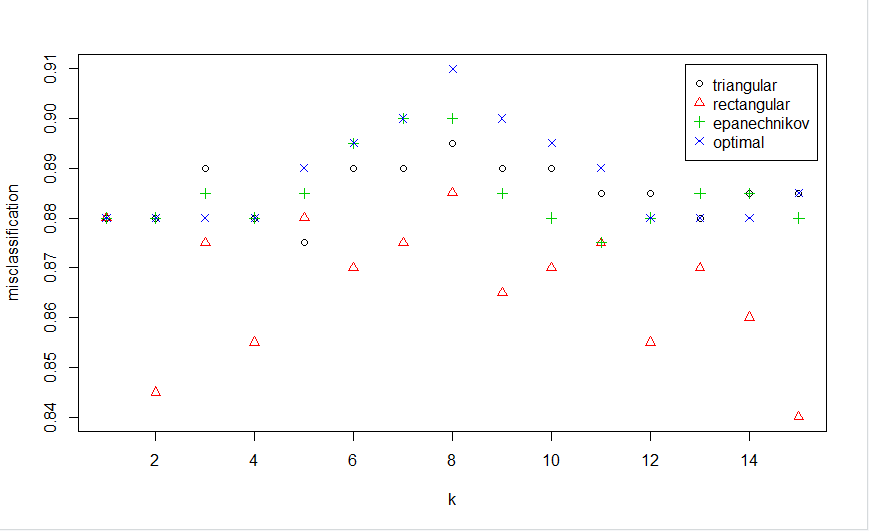 0.91
0.90
0.89
0.88
0.87
0.86
0.85
0.84
misclassification
triangular
rectangular
epanechnikov
optimal
2 4 6 8 10 12 14
k